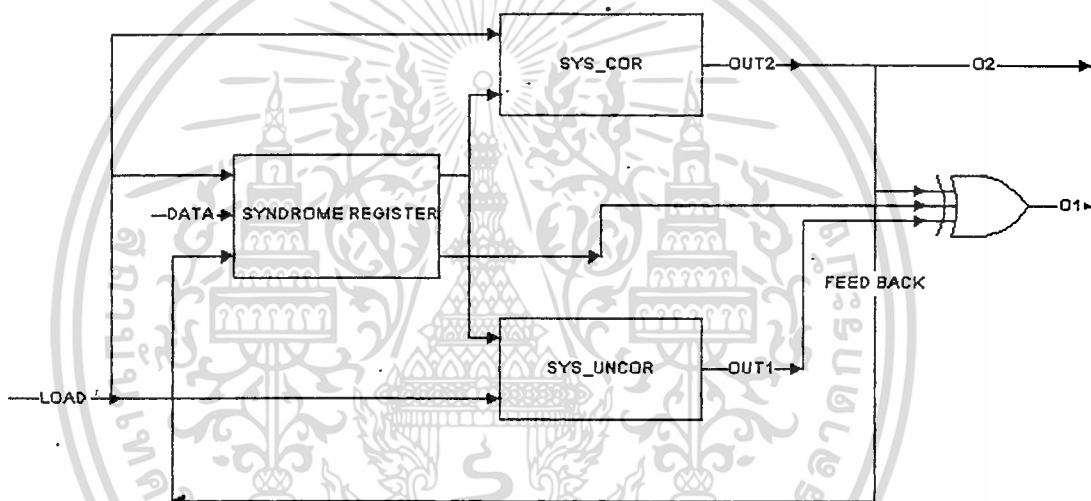 SYS_COR
OUT2
O2
DATA
SYNDROME REGISTER
O1
FEED BACK
SYS_UNCOR
OUT1
LOAD